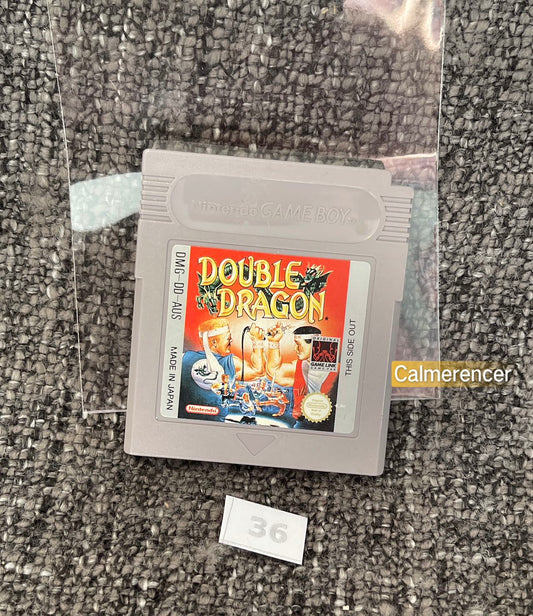 Nintendo GAME BOY
DOUBLE
DRAGON
DMG-DD-AUS
MADE IN JAPAN
THIS SIDE OUT
ORIGINAL
GAME LINK
Nintendo
Calmerencer
36